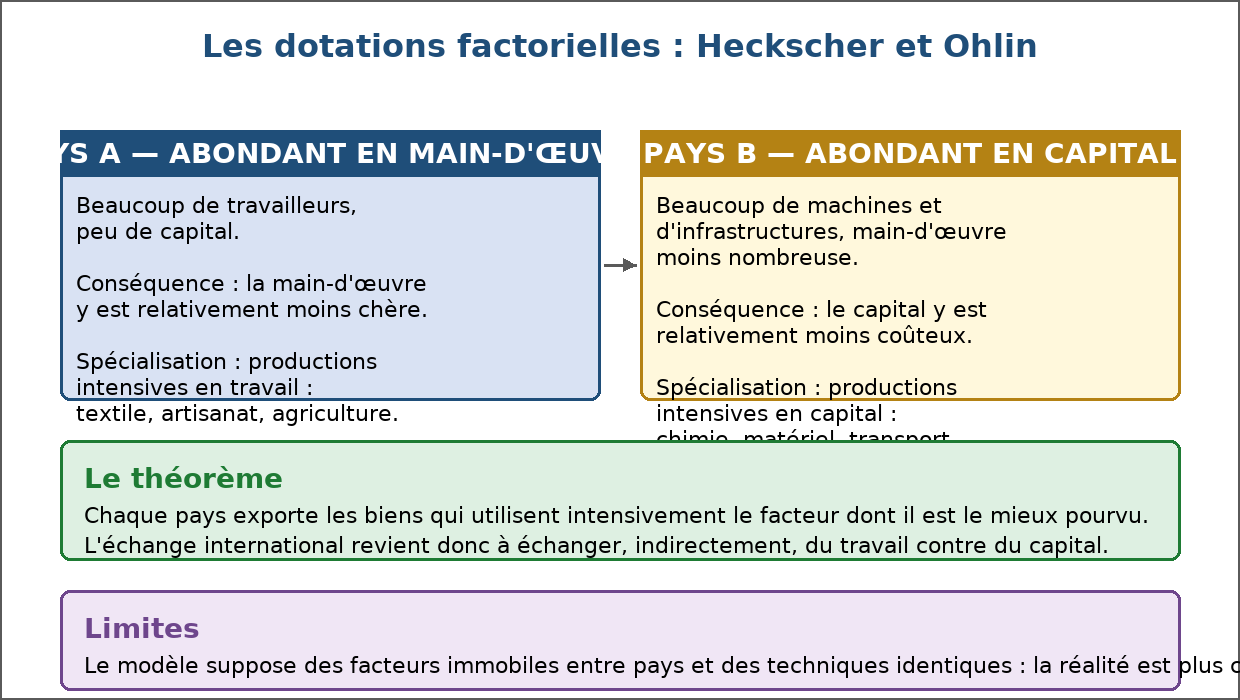 Les dotations factorielles : Heckscher et Ohlin
A — ABONDANT EN
Beaucoup de travailleurs,
peu de capital.
Conséquence : la main-d'œuvre
y est relativement moins chère.
Spécialisation : productions
intensives en travail :
textile, artisanat, agriculture.
PAYS B — ABONDANT EN CAPITAL
Beaucoup de machines et
d'infrastructures, main-d'œuvre
moins nombreuse.
Conséquence : le capital y est
relativement moins coûteux.
Spécialisation : productions
intensives en capital :
chimie, matériel, transport
Le théorème
Chaque pays exporte les biens qui utilisent intensivement le facteur dont il est le mieux pourvu.
L'échange international revient donc à échanger, indirectement, du travail contre du capital.
Limites
Le modèle suppose des facteurs immobiles entre pays et des techniques identiques : la réalité est plus